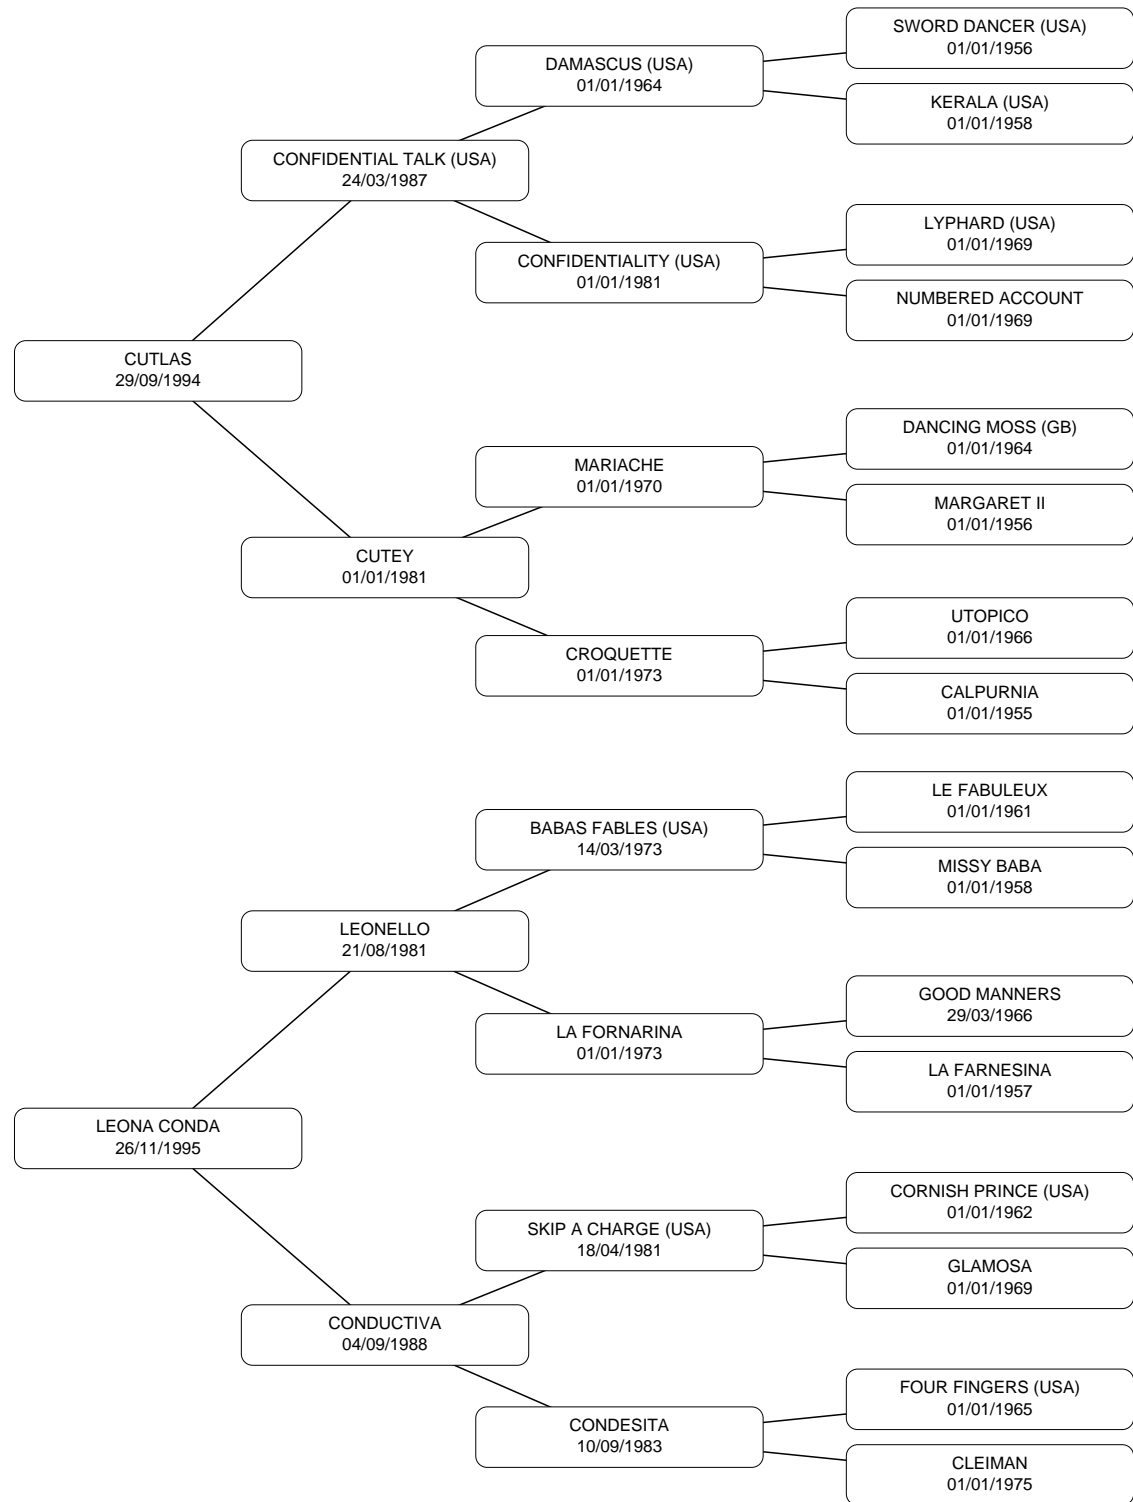 SWORD DANCER (USA)
01/01/1956
DAMASCUS (USA)
01/01/1964
KERALA (USA)
01/01/1958
CONFIDENTIAL TALK (USA)
24/03/1987
LYPHARD (USA)
01/01/1969
CONFIDENTIALITY (USA)
01/01/1981
NUMBERED ACCOUNT
01/01/1969
CUTLAS
29/09/1994
DANCING MOSS (GB)
01/01/1964
MARIACHE
01/01/1970
MARGARET II
01/01/1956
CUTEY
01/01/1981
UTOPICO
01/01/1966
CROQUETTE
01/01/1973
CALPURNIA
01/01/1955
LE FABULEUX
01/01/1961
BABAS FABLES (USA)
14/03/1973
MISSY BABA
01/01/1958
LEONELLO
21/08/1981
GOOD MANNERS
29/03/1966
LA FORNARINA
01/01/1973
LA FARNESINA
01/01/1957
LEONA CONDA
26/11/1995
CORNISH PRINCE (USA)
01/01/1962
SKIP A CHARGE (USA)
18/04/1981
GLAMOSA
01/01/1969
CONDUCTIVA
04/09/1988
FOUR FINGERS (USA)
01/01/1965
CONDESITA
10/09/1983
CLEIMAN
01/01/1975